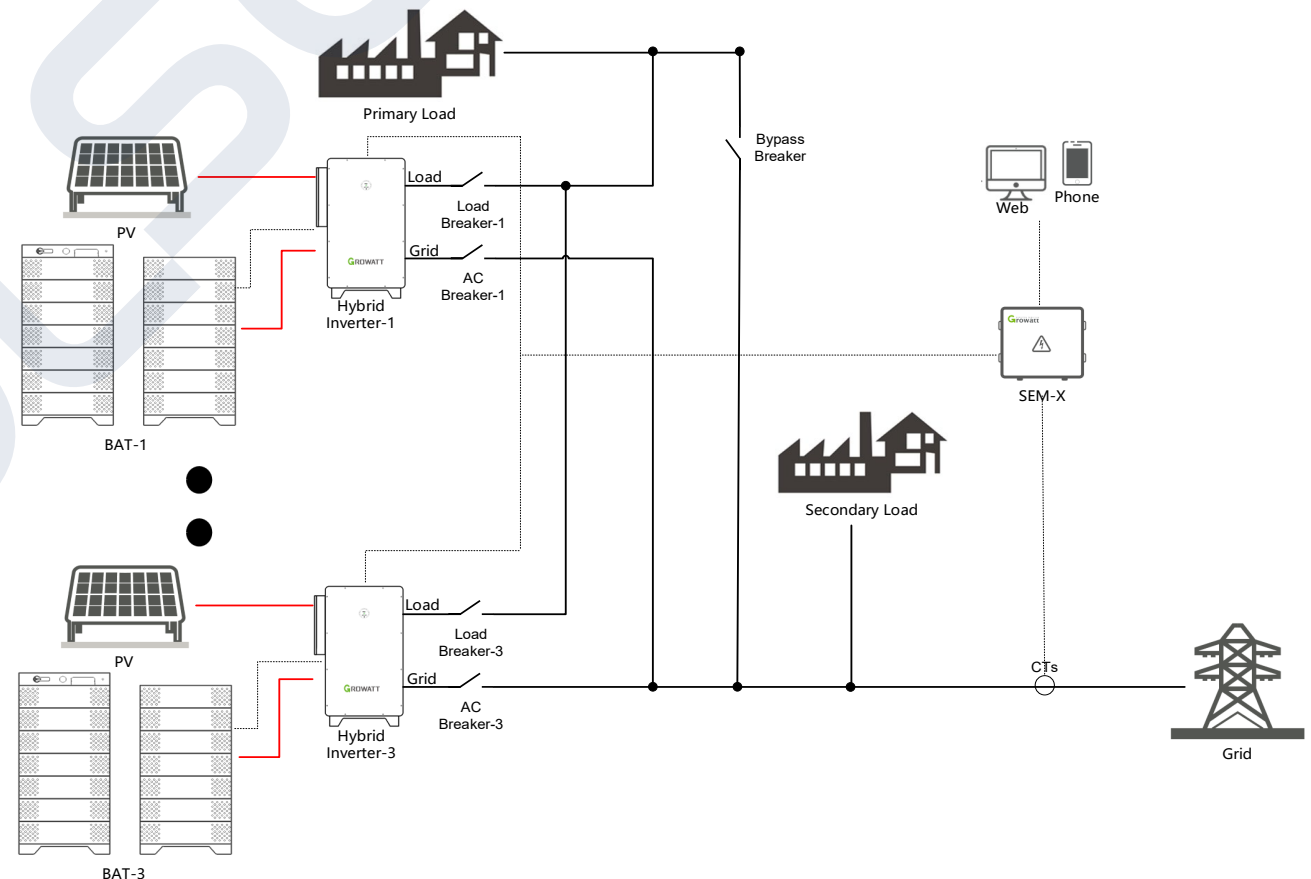 Primary Load
Bypass
Breaker
Web
Phone
PV
Load
Load
Breaker-1
Grid
AC
Breaker-1
GROWATT
Hybrid
Inverter-1
BAT-1
Growatt
SEM-X
Secondary Load
PV
Load
Load
Breaker-3
Grid
AC
Breaker-3
GROWATT
Hybrid
Inverter-3
BAT-3
CTs
Grid